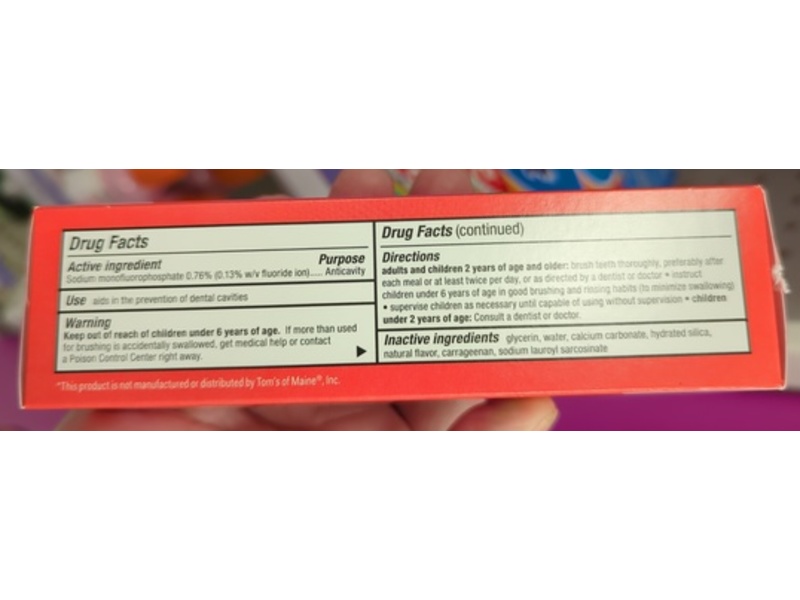 Drug Facts
Active ingredient Purpose
Sodium monofluorophosphate 0.76% (0.13% w/v fluoride ion)..... Anticavity
Use aids in the prevention of dental cavities
Warning
Keep out of reach of children under 6 years of age. If more than used
for brushing is accidentally swallowed, get medical help or contact
a Poison Control Center right away.
Drug Facts (continued)
Directions
adults and children 2 years of age and older: brush teeth thoroughly, preferably after
each meal or at least twice per day, or as directed by a dentist or doctor • instruct
children under 6 years of age in good brushing and rinsing habits (to minimize swallowing)
• supervise children as necessary until capable of using without supervision • children
under 2 years of age: Consult a dentist or doctor.
Inactive ingredients glycerin, water, calcium carbonate, hydrated silica,
natural flavor, carrageenan, sodium lauroyl sarcosinate
*This product is not manufactured or distributed by Tom's of Maine®, Inc.